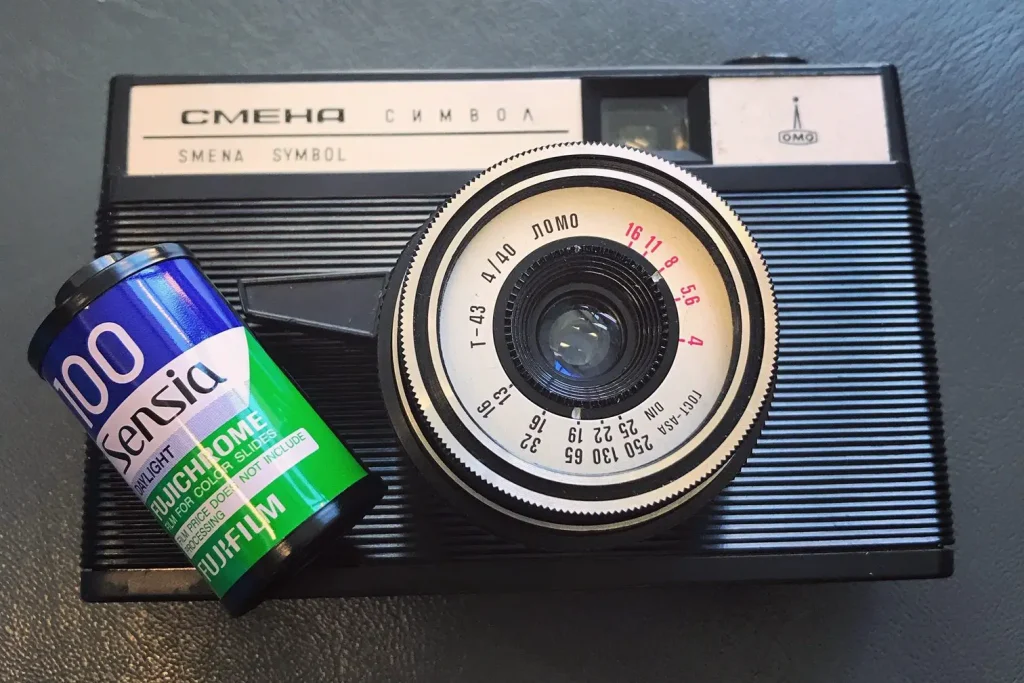 СМЕНА СИМВОЛ
SMENA SYMBOL
ОМО
Т-43 4/40 ЛОМО
16 11 8 5,6 4
ГОСТ-ASA
DIN
16 32 65 130 250
13 16 19 22 25
100
Sensia
DAYLIGHT
FUJICHROME
FILM FOR COLOR SLIDES
FILM PRICE DOES NOT INCLUDE
PROCESSING
FUJIFILM